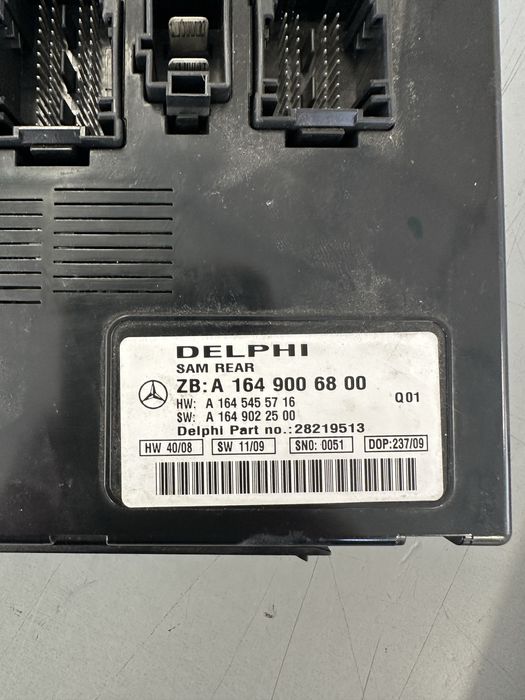 DELPHI
SAM REAR
ZB: A 164 900 68 00
HW: A 164 545 57 16 Q01
SW: A 164 902 25 00
Delphi Part no.: 28219513
HW 40/08 SW 11/09 SNO: 0051 DOP:237/09